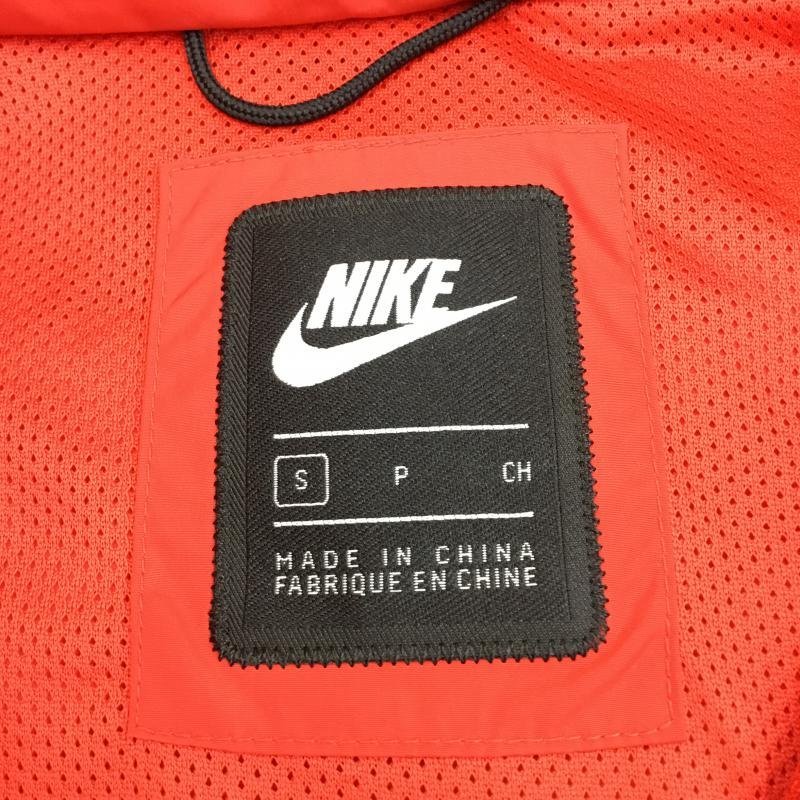 NIKE
S P CH
MADE IN CHINA
FABRIQUE EN CHINE